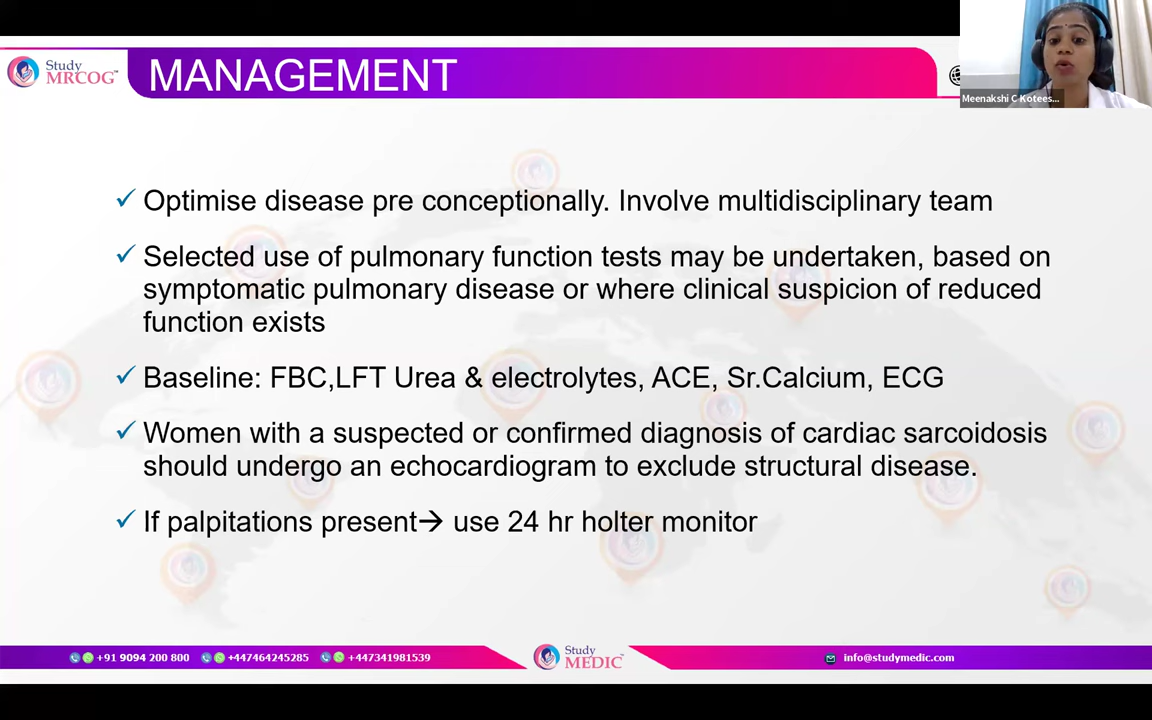 Study
MRCOG™
MANAGEMENT
Meenakshi C Kotees...
✓ Optimise disease pre conceptionally. Involve multidisciplinary team
✓ Selected use of pulmonary function tests may be undertaken, based on
symptomatic pulmonary disease or where clinical suspicion of reduced
function exists
✓ Baseline: FBC,LFT Urea & electrolytes, ACE, Sr.Calcium, ECG
✓ Women with a suspected or confirmed diagnosis of cardiac sarcoidosis
should undergo an echocardiogram to exclude structural disease.
✓ If palpitations present→ use 24 hr holter monitor
+91 9094 200 800 +447464245285 +447341981539
Study
MEDIC™
info@studymedic.com